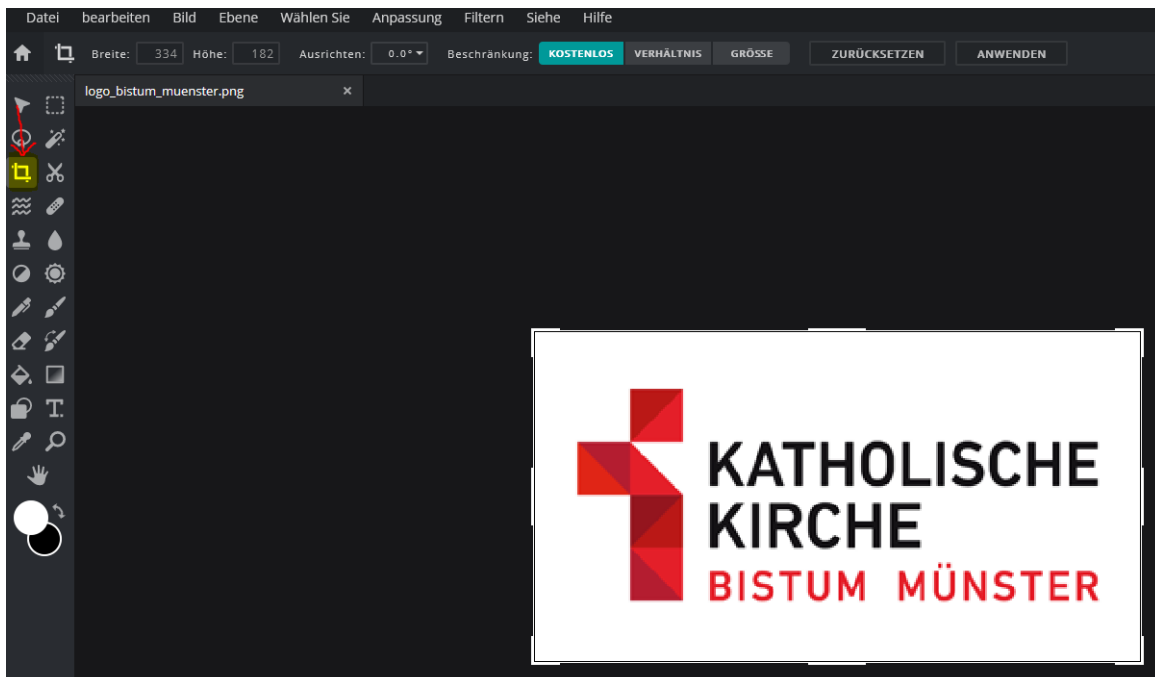 Datei bearbeiten Bild Ebene Wählen Sie Anpassung Filtern Siehe Hilfe
Breite: 334 Höhe: 182 Ausrichten: 0.0° Beschränkung: KOSTENLOS VERHÄLTNIS GRÖSSE ZURÜCKSETZEN ANWENDEN
logo_bistum_muenster.png ×
T.
KATHOLISCHE
KIRCHE
BISTUM MÜNSTER